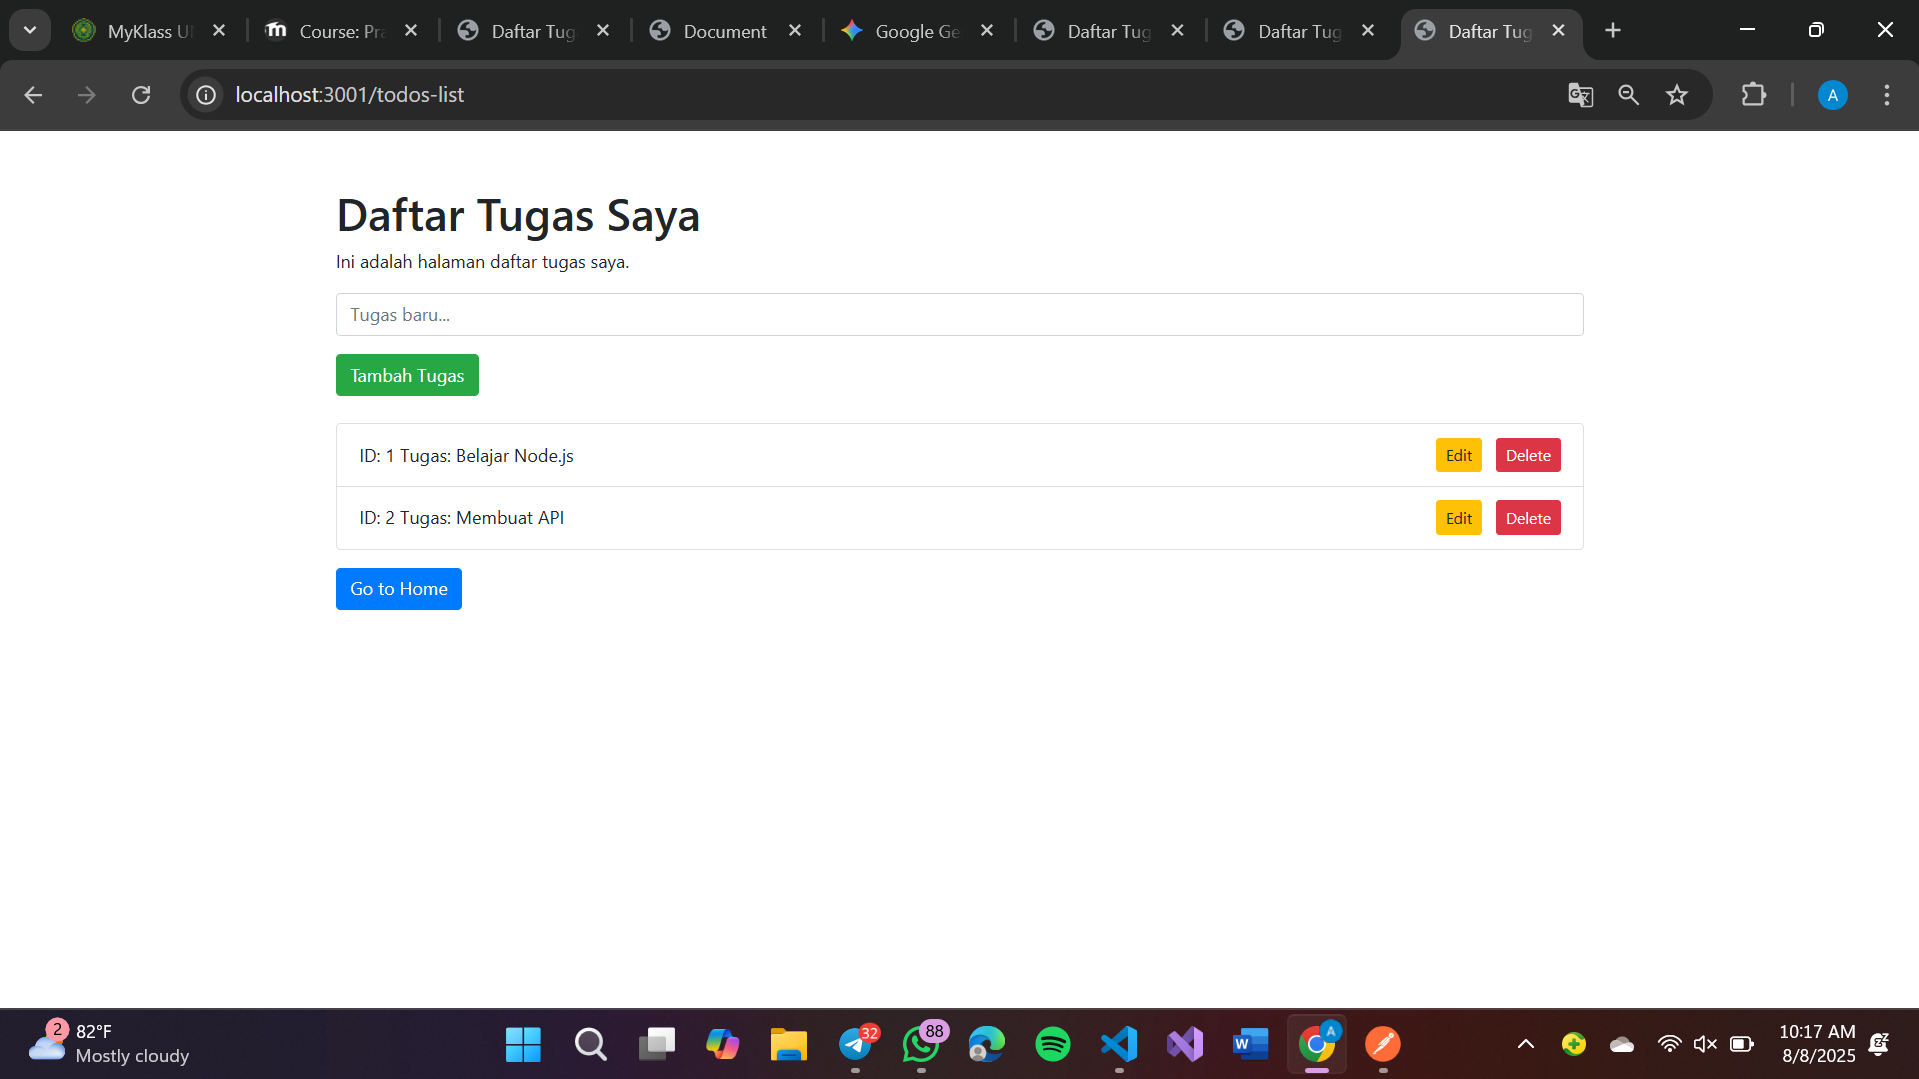 MyKlass U
Course: Pra
Daftar Tug
Document
Google Ge
Daftar Tug
Daftar Tug
Daftar Tug
localhost:3001/todos-list
A
Daftar Tugas Saya
Ini adalah halaman daftar tugas saya.
Tugas baru...
Tambah Tugas
ID: 1 Tugas: Belajar Node.js
Edit
Delete
ID: 2 Tugas: Membuat API
Edit
Delete
Go to Home
2
82°F
Mostly cloudy
32
88
W
A
10:17 AM
8/8/2025